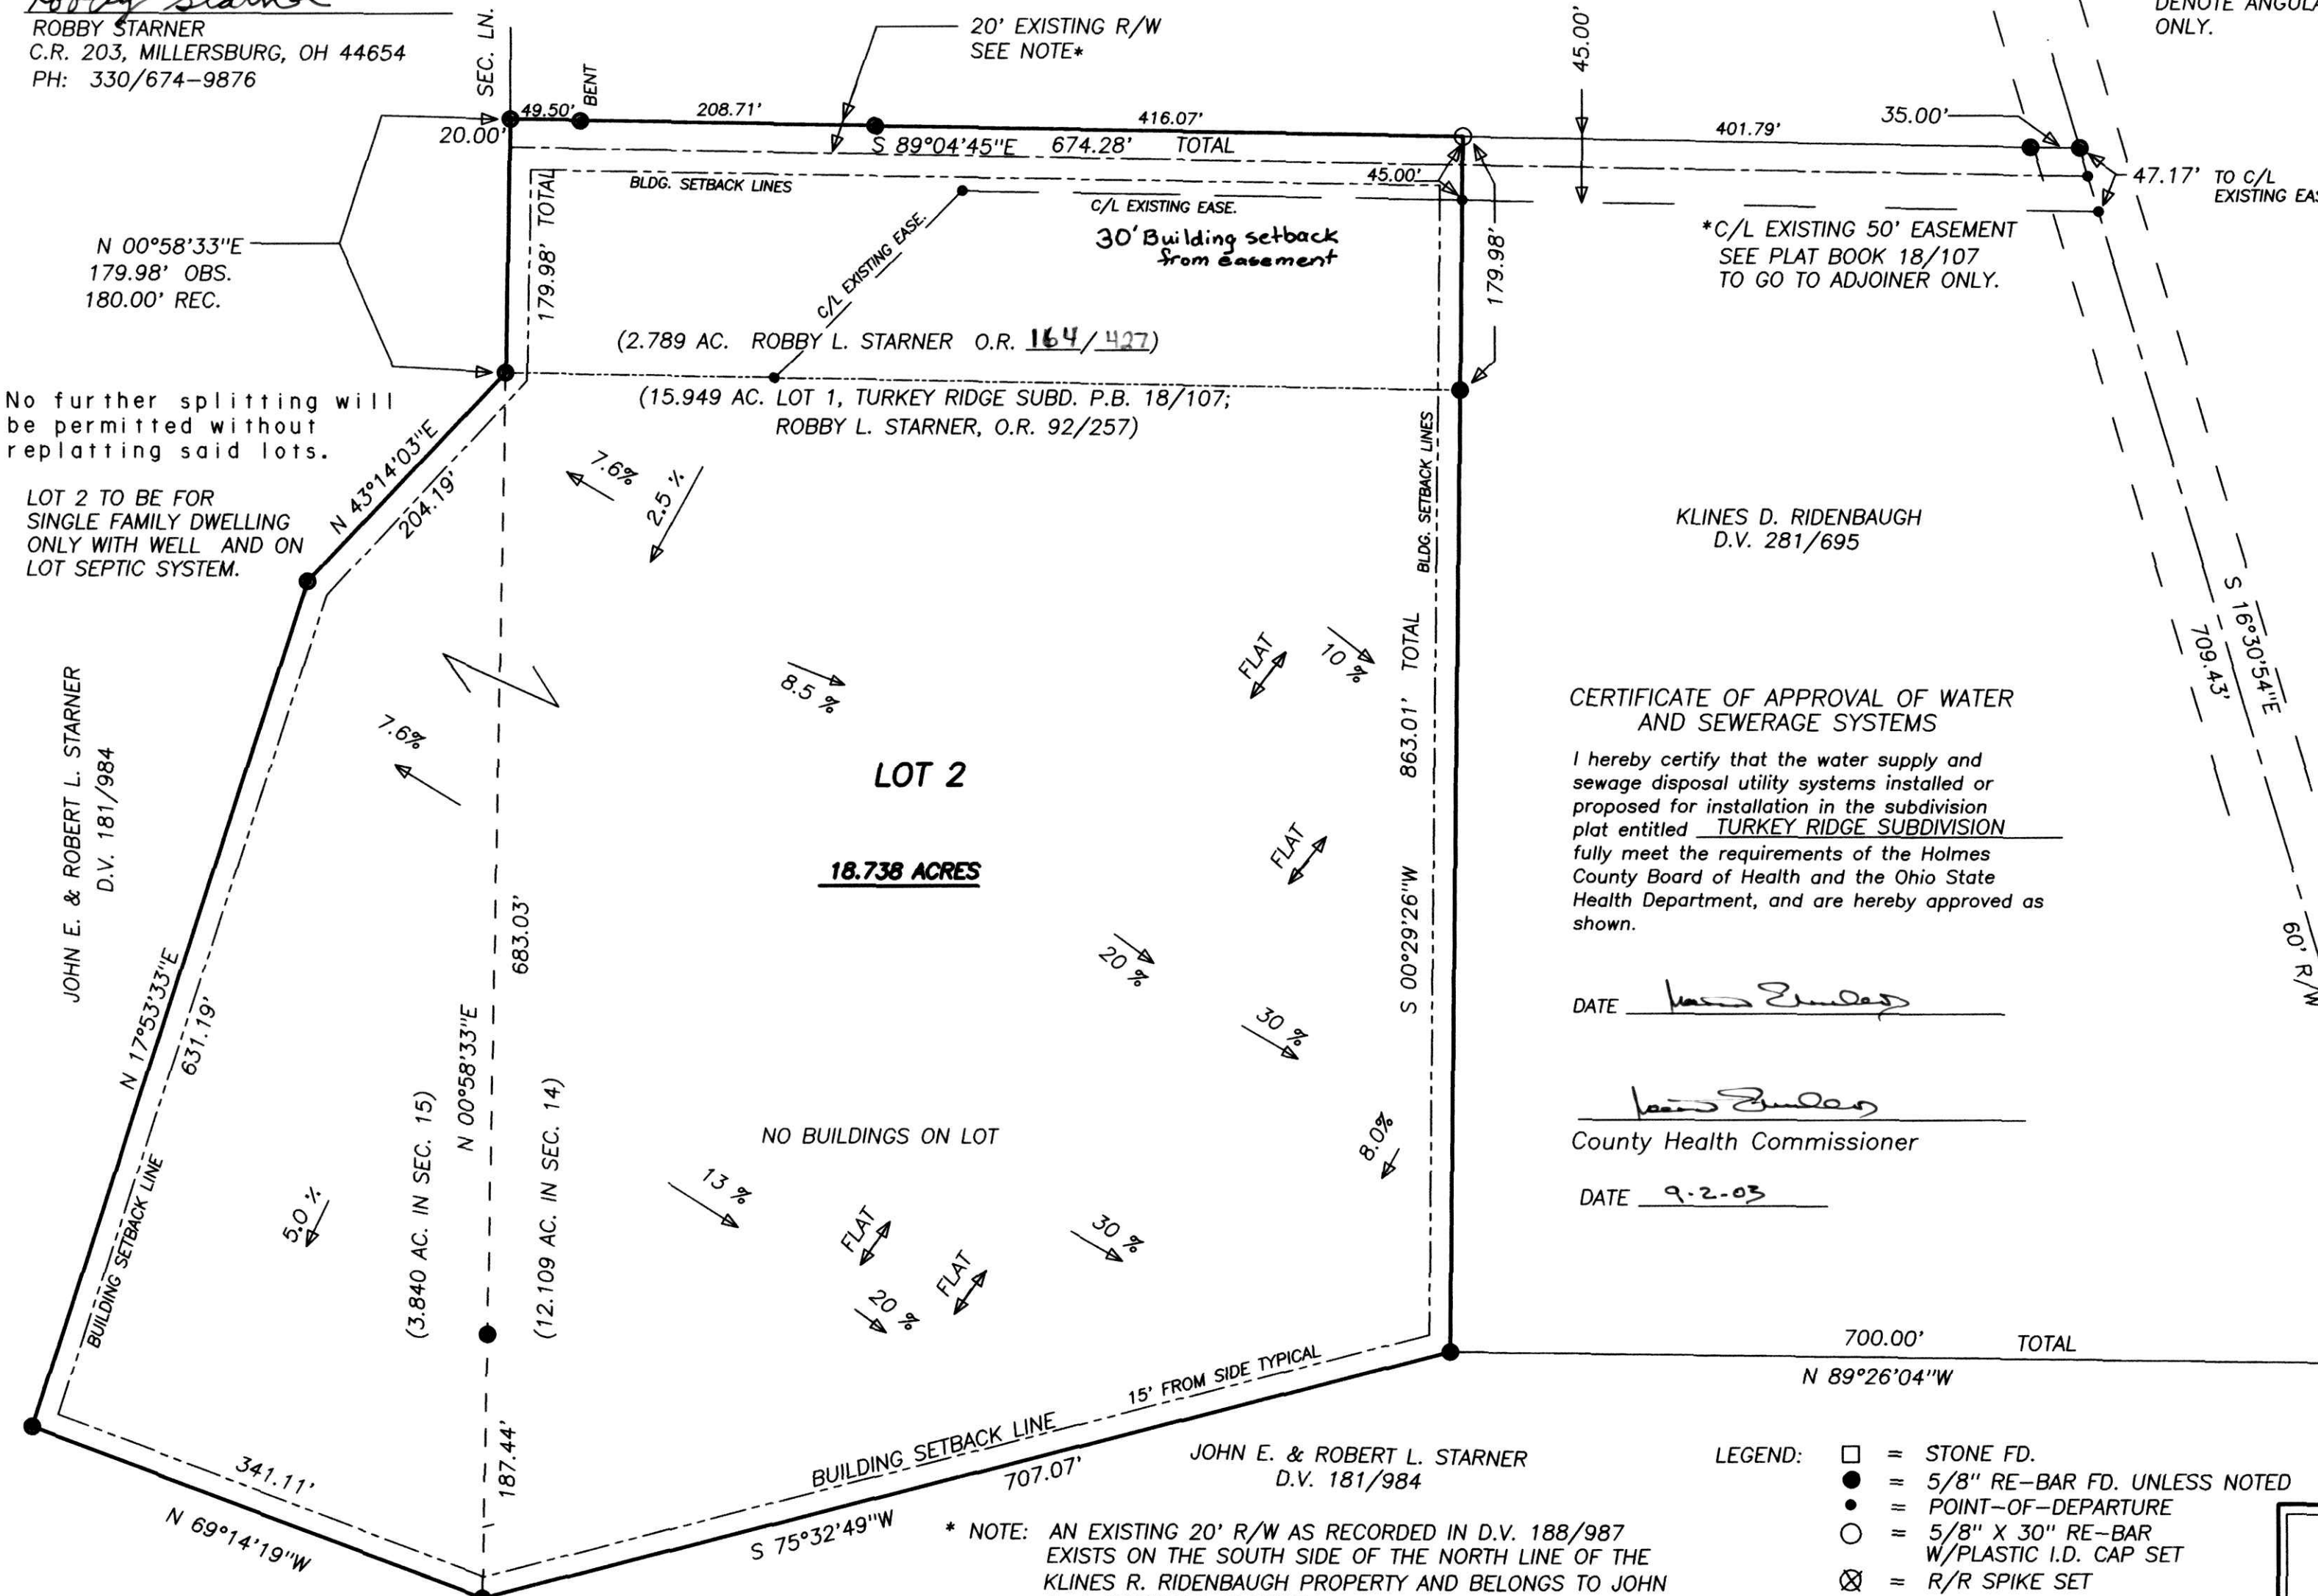 Robby Starner
ROBBY STARNER
C.R. 203, MILLERSBURG, OH 44654
PH: 330/674-9876
SEC. LN.
BENT
20' EXISTING R/W
SEE NOTE*
45.00'
DENOTE ANGULA
ONLY.
49.50'
208.71'
416.07'
401.79'
35.00'
20.00'
S 89°04'45"E 674.28' TOTAL
47.17' TO C/L
EXISTING EAS
BLDG. SETBACK LINES
45.00'
C/L EXISTING EASE.
30' Building setback
from easement
*C/L EXISTING 50' EASEMENT
SEE PLAT BOOK 18/107
TO GO TO ADJOINER ONLY.
N 00°58'33"E
179.98' OBS.
180.00' REC.
179.98' TOTAL
C/L EXISTING EASE.
179.98'
(2.789 AC. ROBBY L. STARNER O.R. 164/427)
(15.949 AC. LOT 1, TURKEY RIDGE SUBD. P.B. 18/107;
ROBBY L. STARNER, O.R. 92/257)
No further splitting will
be permitted without
replatting said lots.
LOT 2 TO BE FOR
SINGLE FAMILY DWELLING
ONLY WITH WELL AND ON
LOT SEPTIC SYSTEM.
N 43°14'03"E
204.19'
7.6%
2.5 %
BLDG. SETBACK LINES
KLINES D. RIDENBAUGH
D.V. 281/695
S 16°30'54"E
709.43'
60' R/W
FLAT
10 %
8.5 %
7.6%
JOHN E. & ROBERT L. STARNER
D.V. 181/984
LOT 2
18.738 ACRES
S 00°29'26"W 863.01' TOTAL
FLAT
CERTIFICATE OF APPROVAL OF WATER
AND SEWERAGE SYSTEMS
I hereby certify that the water supply and
sewage disposal utility systems installed or
proposed for installation in the subdivision
plat entitled TURKEY RIDGE SUBDIVISION
fully meet the requirements of the Holmes
County Board of Health and the Ohio State
Health Department, and are hereby approved as
shown.
DATE
County Health Commissioner
DATE 9-2-03
N 17°53'33"E
631.19'
BUILDING SETBACK LINE
683.03'
N 00°58'33"E
(3.840 AC. IN SEC. 15)
(12.109 AC. IN SEC. 14)
20 %
30 %
NO BUILDINGS ON LOT
8.0%
5.0 %
13 %
FLAT
FLAT
20 %
30 %
700.00' TOTAL
N 89°26'04"W
15' FROM SIDE TYPICAL
BUILDING SETBACK LINE
707.07'
S 75°32'49"W
187.44'
341.11'
N 69°14'19"W
JOHN E. & ROBERT L. STARNER
D.V. 181/984
* NOTE: AN EXISTING 20' R/W AS RECORDED IN D.V. 188/987
EXISTS ON THE SOUTH SIDE OF THE NORTH LINE OF THE
KLINES R. RIDENBAUGH PROPERTY AND BELONGS TO JOHN
LEGEND: □ = STONE FD.
● = 5/8" RE-BAR FD. UNLESS NOTED
• = POINT-OF-DEPARTURE
○ = 5/8" X 30" RE-BAR
W/PLASTIC I.D. CAP SET
⊗ = R/R SPIKE SET